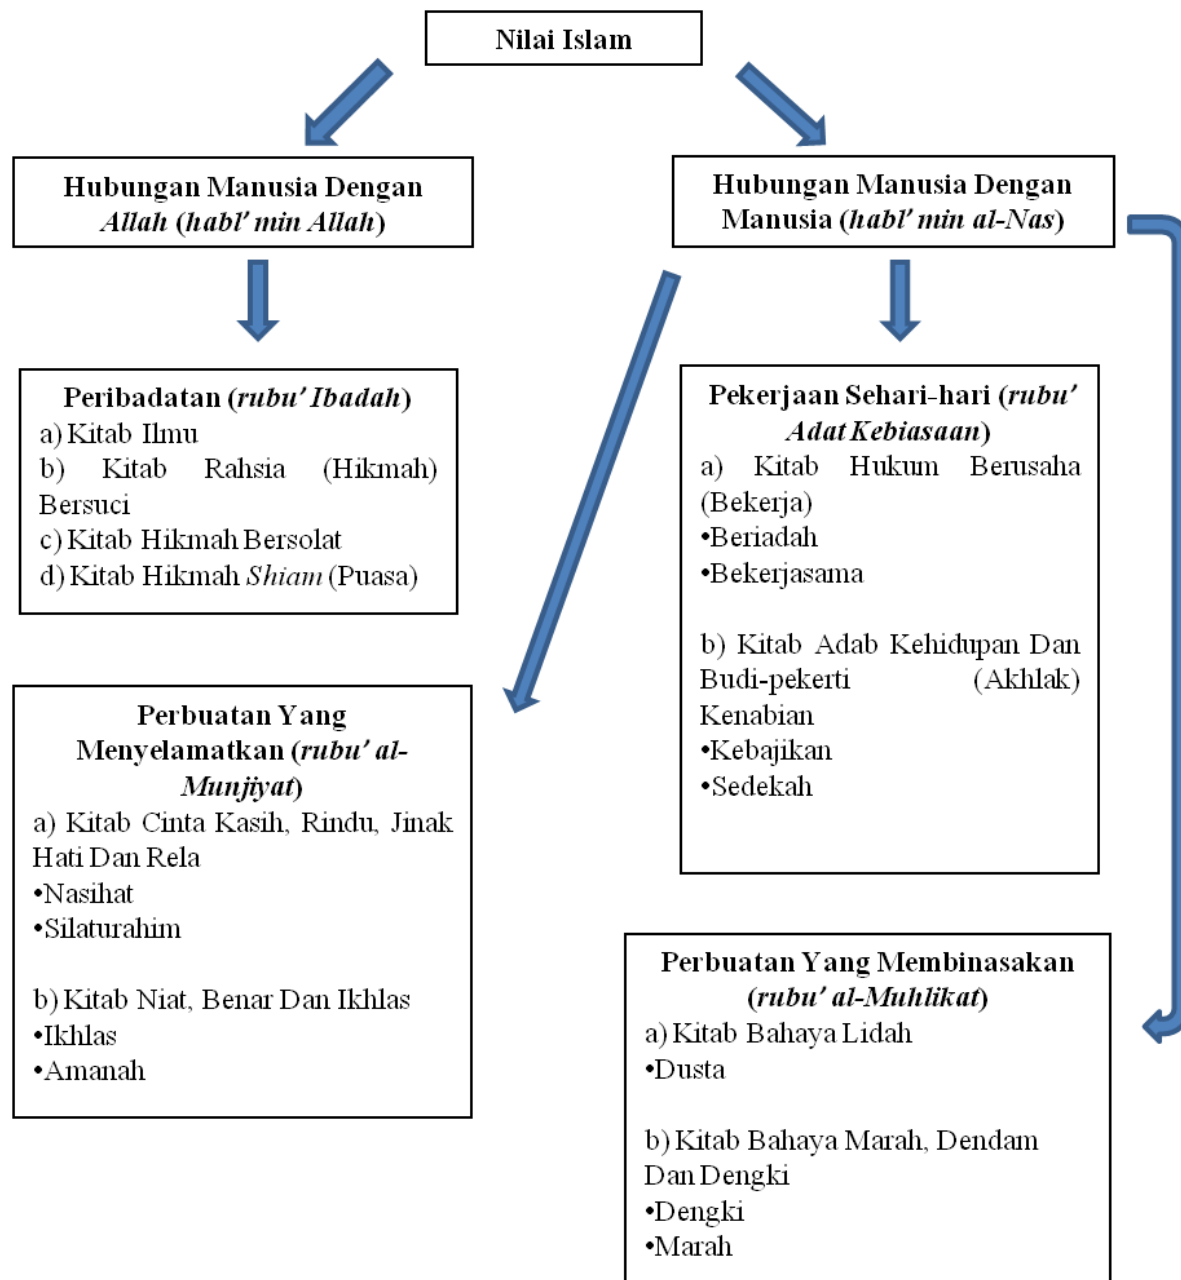 Nilai Islam
Hubungan Manusia Dengan
Allah (habl' min Allah)
Hubungan Manusia Dengan
Manusia (habl' min al-Nas)
Peribadatan (rubu' Ibadah)
a) Kitab Ilmu
b) Kitab Rahsia (Hikmah)
Bersuci
c) Kitab Hikmah Bersolat
d) Kitab Hikmah Shiam (Puasa)
Pekerjaan Sehari-hari (rubu'
Adat Kebiasaan)
a) Kitab Hukum Berusaha
(Bekerja)
•Beriadah
•Bekerjasama
b) Kitab Adab Kehidupan Dan
Budi-pekerti (Akhlak)
Kenabian
•Kebajikan
•Sedekah
Perbuatan Yang
Menyelamatkan (rubu' al-
Munjiyat)
a) Kitab Cinta Kasih, Rindu, Jinak
Hati Dan Rela
•Nasihat
•Silaturahim
b) Kitab Niat, Benar Dan Ikhlas
•Ikhlas
•Amanah
Perbuatan Yang Membinasakan
(rubu' al-Muhlikat)
a) Kitab Bahaya Lidah
•Dusta
b) Kitab Bahaya Marah, Dendam
Dan Dengki
•Dengki
•Marah